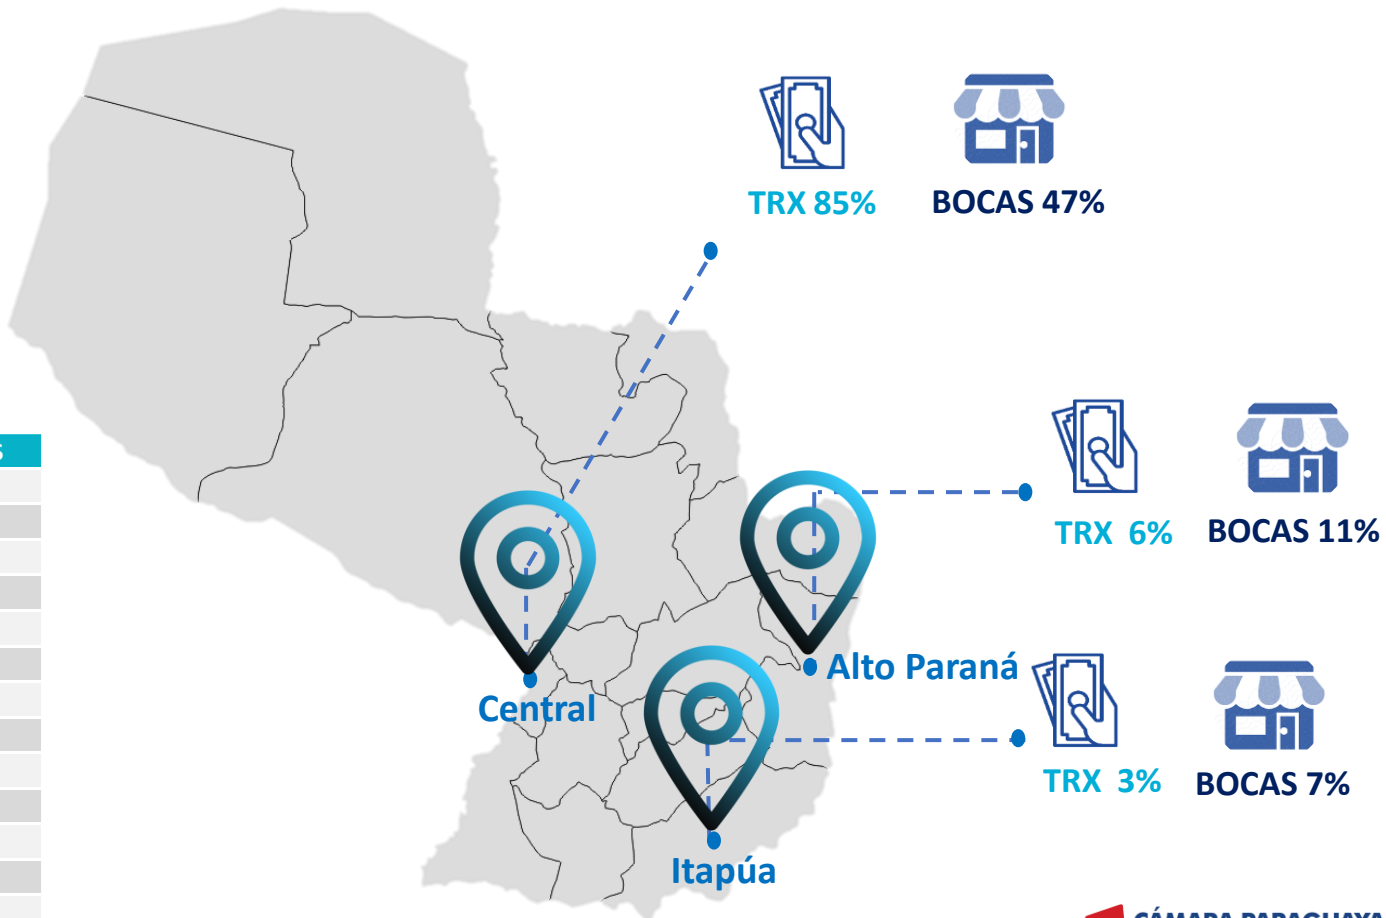 TRX 85%
BOCAS 47%
S
TRX 6%
BOCAS 11%
Alto Paraná
Central
TRX 3%
BOCAS 7%
Itapúa